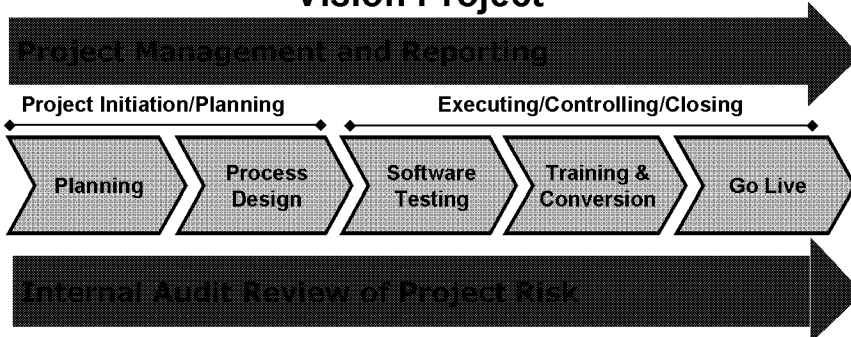 Vision Project
Project Management and Reporting
Project Initiation/Planning
Executing/Controlling/Closing
Planning
Process
Design
Software
Testing
Training &
Conversion
Go Live
Internal Audit Review of Project Risk